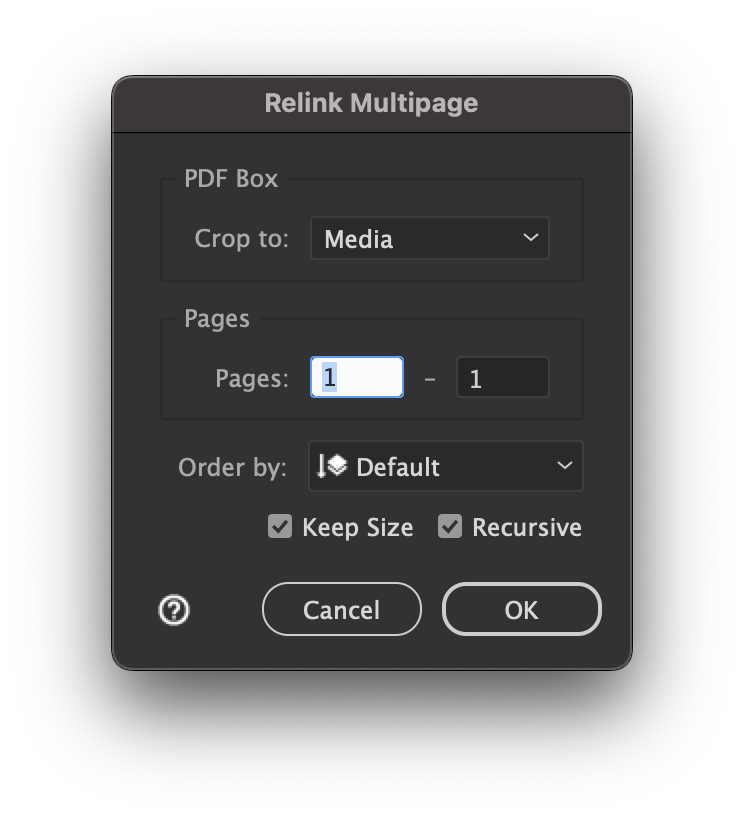 Relink Multipage
PDF Box
Crop to: Media
Pages
Pages: 1 - 1
Order by: Default
Keep Size Recursive
? Cancel OK